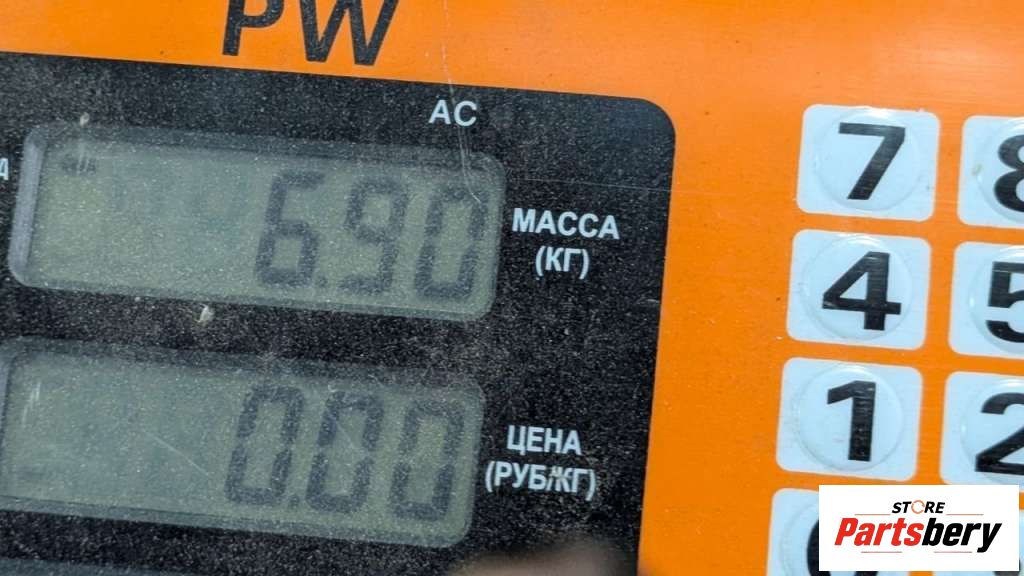 PW
AC
6.90
МАССА
(КГ)
0.00
ЦЕНА
(РУБ/КГ)
7
8
4
5
1
2
STORE
Partsbery